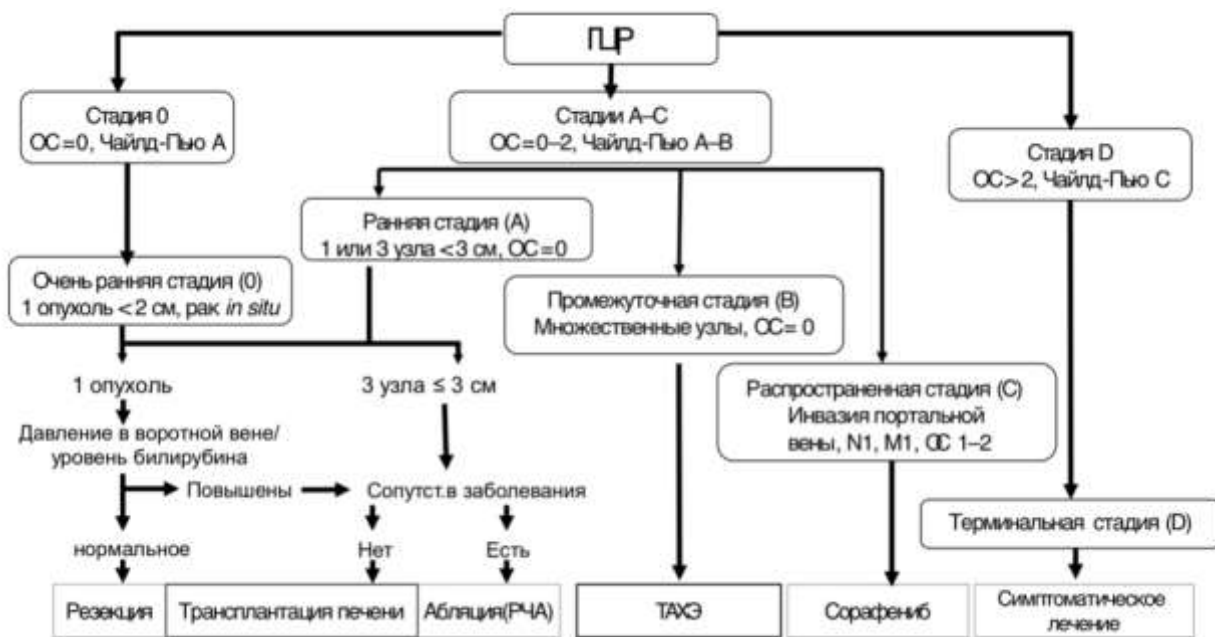 ГЦР
Стадия 0
ОС=0, Чайлд-Пью А
Стадии А–С
ОС=0–2, Чайлд-Пью А–В
Стадия D
ОС>2, Чайлд-Пью С
Ранняя стадия (А)
1 или 3 узла <3 см, ОС=0
Очень ранняя стадия (0)
1 опухоль <2 см, рак in situ
Промежуточная стадия (В)
Множественные узлы, ОС= 0
Распространенная стадия (С)
Инвазия портальной
вены, N1, M1, ОС 1–2
1 опухоль
3 узла ≤ 3 см
Давление в воротной вене/
уровень билирубина
Повышены
Сопутст.в заболевания
Терминальная стадия (D)
нормальное
Нет
Есть
Резекция
Трансплантация печени
Абляция(РЧА)
ТАХЭ
Сорафениб
Симптоматическое
лечение